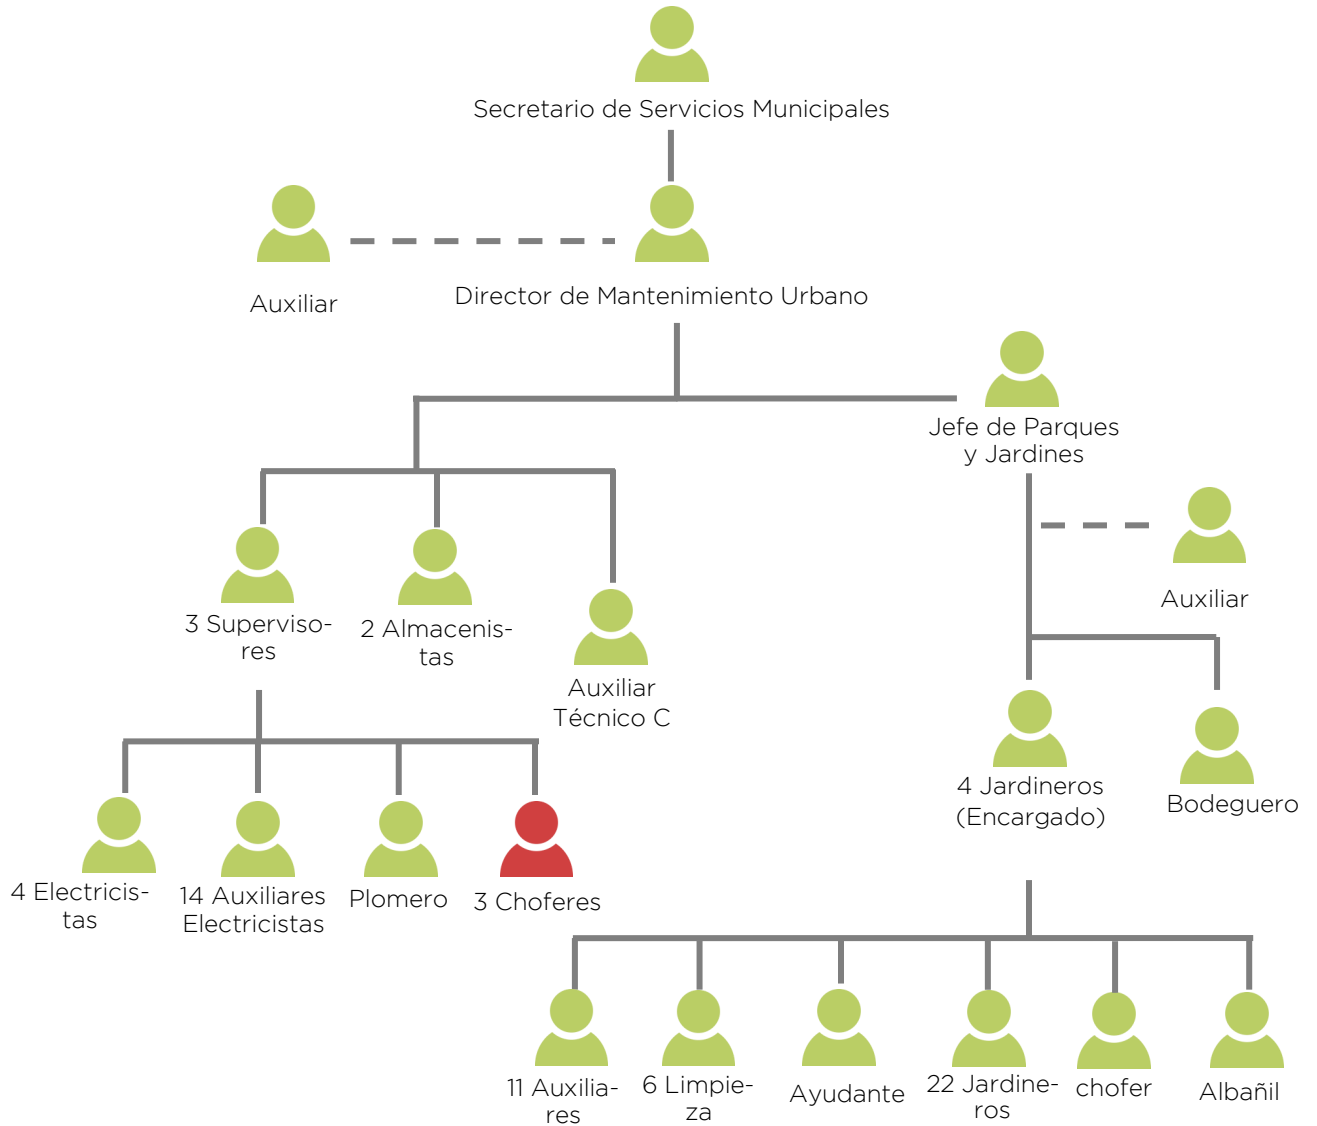 Secretario de Servicios Municipales
Auxiliar
Director de Mantenimiento Urbano
Jefe de Parques
y Jardines
Auxiliar
3 Superviso-
res
2 Almacenis-
tas
Auxiliar
Técnico C
4 Jardineros
(Encargado)
Bodeguero
4 Electricis-
tas
14 Auxiliares
Electricistas
Plomero
3 Choferes
11 Auxilia-
res
6 Limpie-
za
Ayudante
22 Jardine-
ros
chofer
Albañil